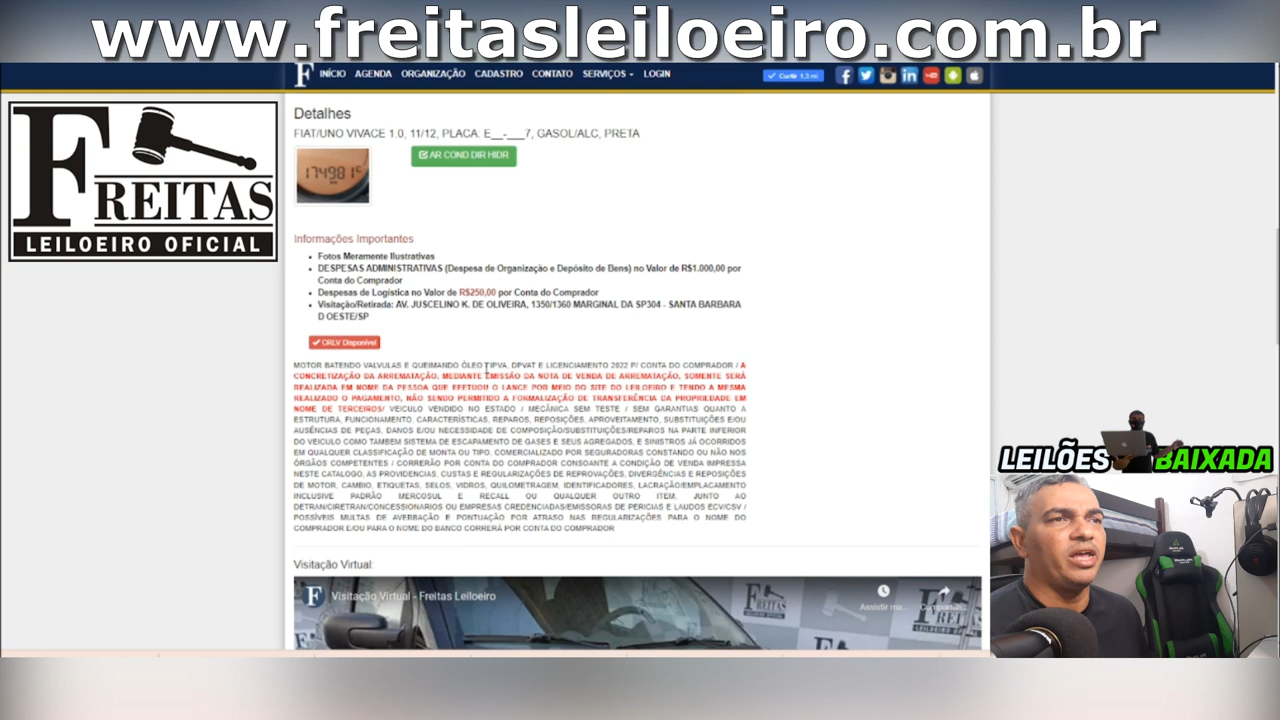 www.freitasleiloeiro.com.br
F INÍCIO AGENDA ORGANIZAÇÃO CADASTRO CONTATO SERVIÇOS LOGIN
Curtir 1,3 mi
FREITAS
LEILOEIRO OFICIAL
Detalhes
FIAT/UNO VIVACE 1.0, 11/12, PLACA. E__-___7, GASOL/ALC, PRETA
174981
AR COND DIR HIDR
Informações Importantes
Fotos Meramente Ilustrativas
DESPESAS ADMINISTRATIVAS (Despesa de Organização e Depósito de Bens) no Valor de R$1.000,00 por
Conta do Comprador
Despesas de Logística no Valor de R$250,00 por Conta do Comprador
Visitação/Retirada: AV. JUSCELINO K. DE OLIVEIRA, 1350/1360 MARGINAL DA SP304 - SANTA BARBARA
D OESTE/SP
CRLV Disponível
MOTOR BATENDO VALVULAS E QUEIMANDO ÓLEO IPVA, DPVAT E LICENCIAMENTO 2022 P/ CONTA DO COMPRADOR / A
CONCRETIZAÇÃO DA ARREMATAÇÃO, MEDIANTE EMISSÃO DA NOTA DE VENDA DE ARREMATAÇÃO, SOMENTE SERÁ
REALIZADA EM NOME DA PESSOA QUE EFETUOU O LANCE POR MEIO DO SITE DO LEILOEIRO E TENDO A MESMA
REALIZADO O PAGAMENTO, NÃO SENDO PERMITIDO A FORMALIZAÇÃO DE TRANSFERÊNCIA DA PROPRIEDADE EM
NOME DE TERCEIROS/ VEICULO VENDIDO NO ESTADO / MECÂNICA SEM TESTE / SEM GARANTIAS QUANTO A
ESTRUTURA, FUNCIONAMENTO, CARACTERÍSTICAS, REPAROS, REPOSIÇÕES, APROVEITAMENTO, SUBSTITUIÇÕES E/OU
AUSÊNCIAS DE PEÇAS, DANOS E/OU NECESSIDADE DE COMPOSIÇÃO/SUBSTITUIÇÕES/REPAROS NA PARTE INFERIOR
DO VEICULO COMO TAMBEM SISTEMA DE ESCAPAMENTO DE GASES E SEUS AGREGADOS, E SINISTROS JÁ OCORRIDOS
EM QUALQUER CLASSIFICAÇÃO DE MONTA OU TIPO, COMERCIALIZADO POR SEGURADORAS CONSTANDO OU NÃO NOS
ÓRGÃOS COMPETENTES / CORRERÃO POR CONTA DO COMPRADOR CONSOANTE A CONDIÇÃO DE VENDA IMPRESSA
NESTE CATALOGO, AS PROVIDENCIAS, CUSTAS E REGULARIZAÇÕES DE REPROVAÇÕES, DIVERGÊNCIAS E REPOSIÇÕES
DE MOTOR, CAMBIO, ETIQUETAS, SELOS, VIDROS, QUILOMETRAGEM, IDENTIFICADORES, LACRAÇÃO/EMPLACAMENTO
INCLUSIVE PADRÃO MERCOSUL E RECALL OU QUALQUER OUTRO ITEM, JUNTO AO
DETRAN/CIRETRAN/CONCESSIONARIOS OU EMPRESAS CREDENCIADAS/EMISSORAS DE PERICIAS E LAUDOS ECV/CSV /
POSSÍVEIS MULTAS DE AVERBAÇÃO E PONTUAÇÃO POR ATRASO NAS REGULARIZAÇÕES PARA O NOME DO
COMPRADOR E/OU PARA O NOME DO BANCO CORRERÁ POR CONTA DO COMPRADOR
Visitação Virtual:
Visitação Virtual - Freitas Leiloeiro
Assistir ma...
FREITAS
LEILÕES BAIXADA